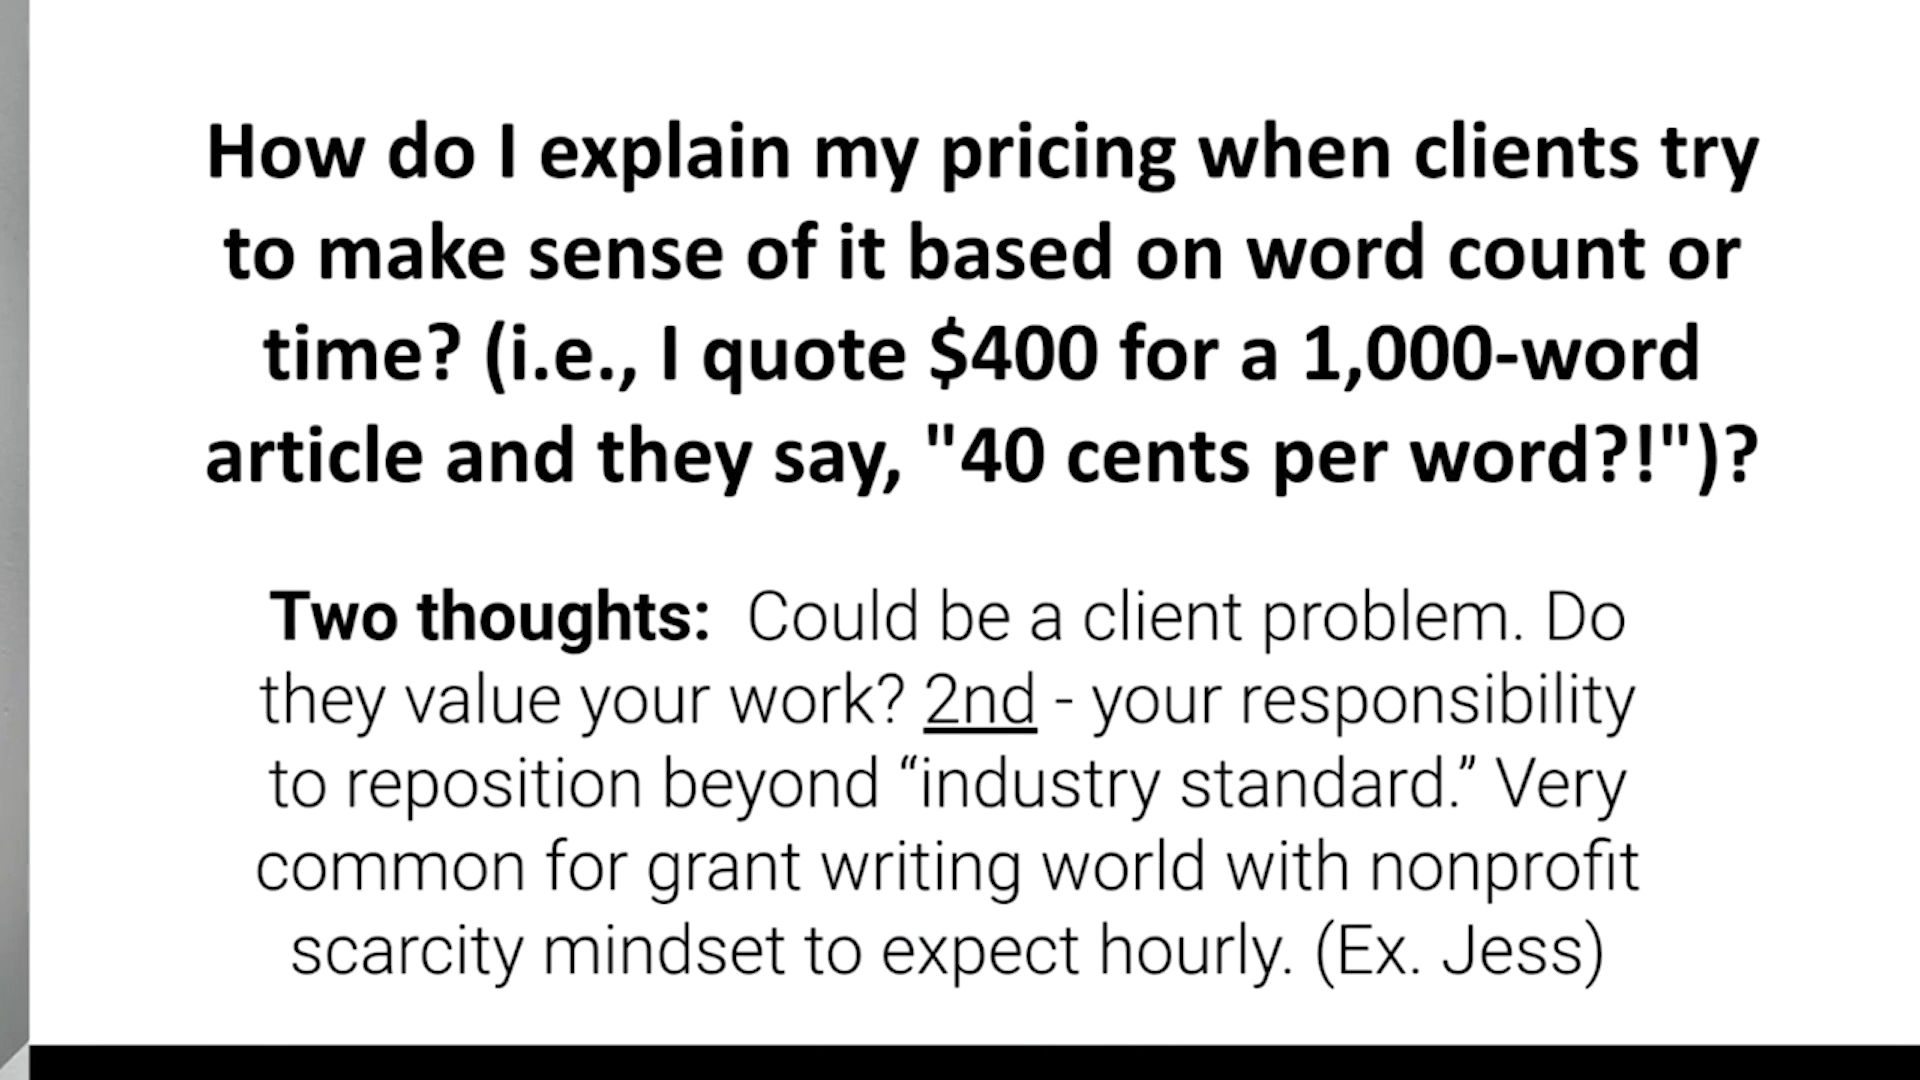 How do I explain my pricing when clients try
to make sense of it based on word count or
time? (i.e., I quote $400 for a 1,000-word
article and they say, "40 cents per word?!")?
Two thoughts: Could be a client problem. Do
they value your work? 2nd - your responsibility
to reposition beyond “industry standard.” Very
common for grant writing world with nonprofit
scarcity mindset to expect hourly. (Ex. Jess)